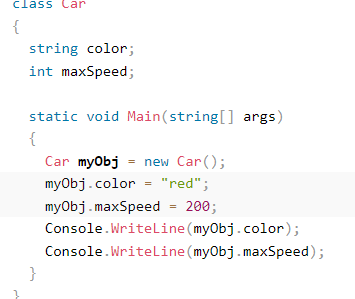 class Car
{
  string color;
  int maxSpeed;

  static void Main(string[] args)
  {
    Car myObj = new Car();
    myObj.color = "red";
    myObj.maxSpeed = 200;
    Console.WriteLine(myObj.color);
    Console.WriteLine(myObj.maxSpeed);
  }
}